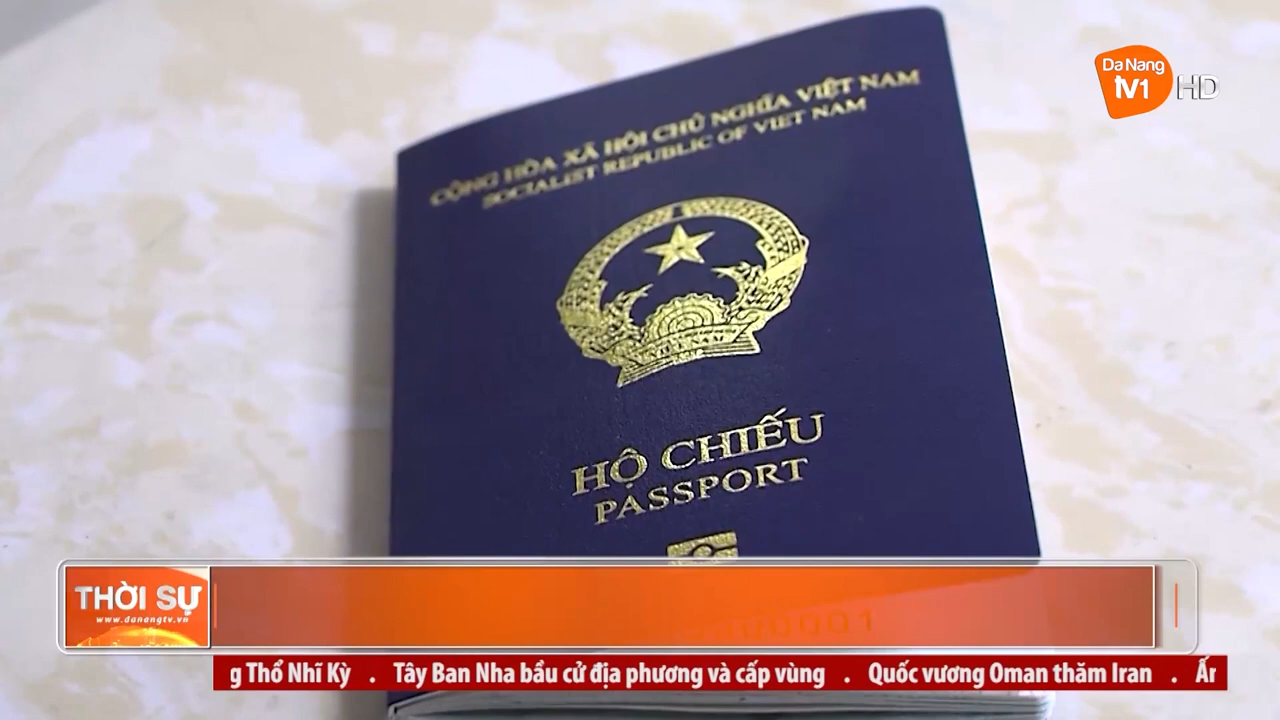 Da Nang
TV1 HD
CỘNG HÒA XÃ HỘI CHỦ NGHĨA VIỆT NAM
SOCIALIST REPUBLIC OF VIET NAM
HỘ CHIẾU
PASSPORT
THỜI SỰ
www.danangtv.vn
g Thổ Nhĩ Kỳ . Tây Ban Nha bầu cử địa phương và cấp vùng . Quốc vương Oman thăm Iran . Ấn